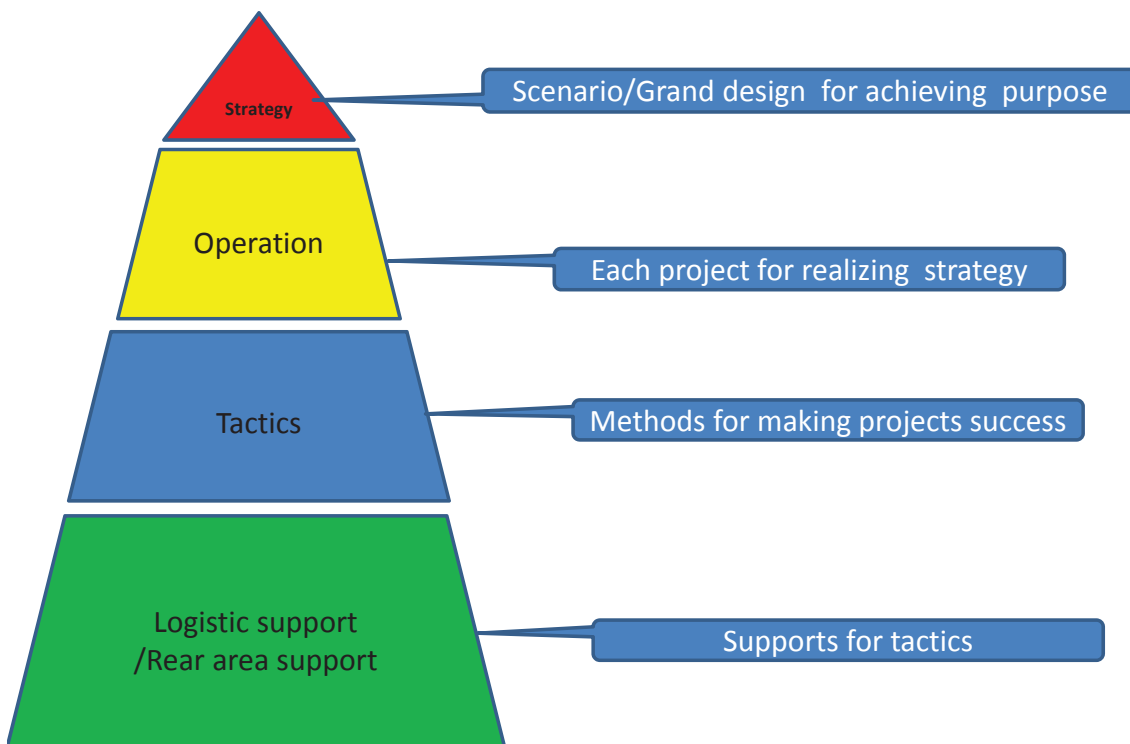 Strategy
Scenario/Grand design for achieving purpose
Operation
Each project for realizing strategy
Tactics
Methods for making projects success
Logistic support
/Rear area support
Supports for tactics